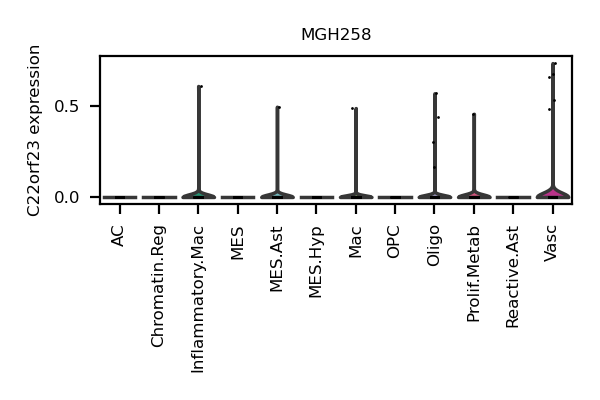 MGH258
C22orf23 expression
0.5
0.0
AC
Chromatin.Reg
Inflammatory.Mac
MES
MES.Ast
MES.Hyp
Mac
OPC
Oligo
Prolif.Metab
Reactive.Ast
Vasc